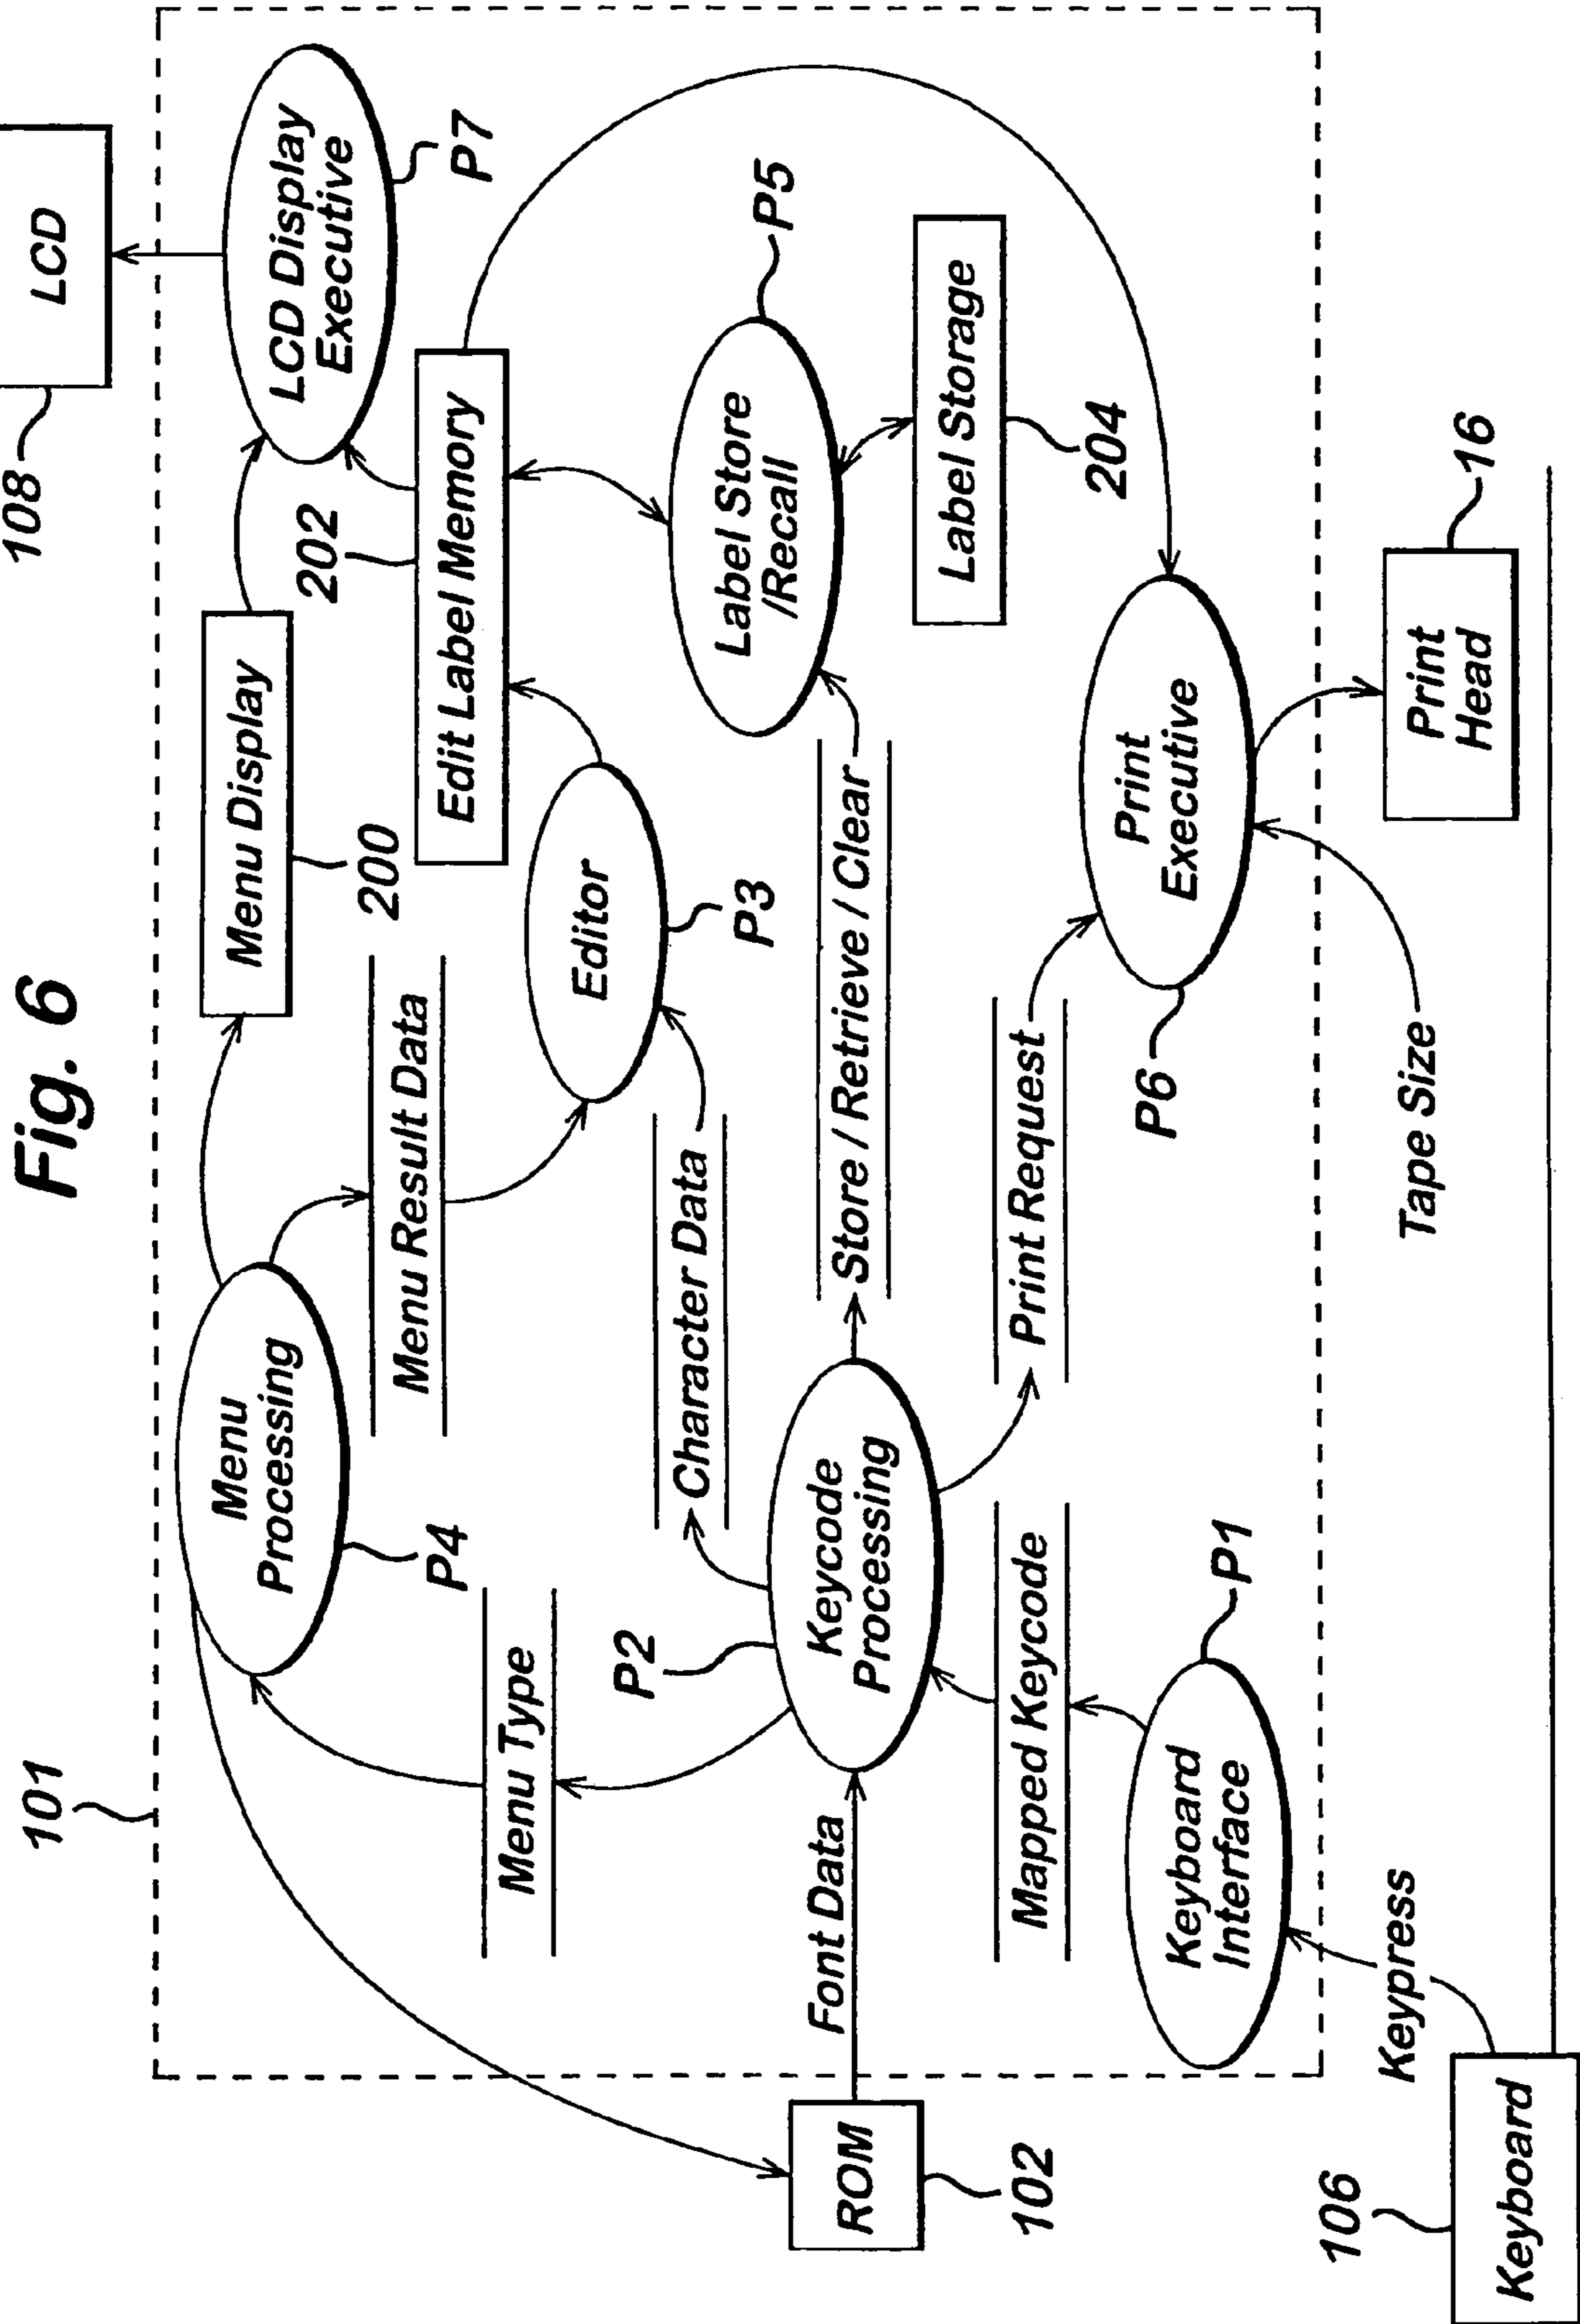 Fig. 6
101
108
LCD
Menu
Processing
P4
Menu Display
200
LCD Display
Executive
P7
Menu Result Data
202
Edit Label Memory
Menu Type
Editor
P3
P2
Character Data
Label Store
/Recall
P5
Font Data
Keycode
Processing
Store / Retrieve / Clear
ROM
102
Label Storage
204
Mapped Keycode
Print Request
Keyboard
Interface
P1
Print
Executive
P6
Keypress
Tape Size
Print
Head
16
106
Keyboard